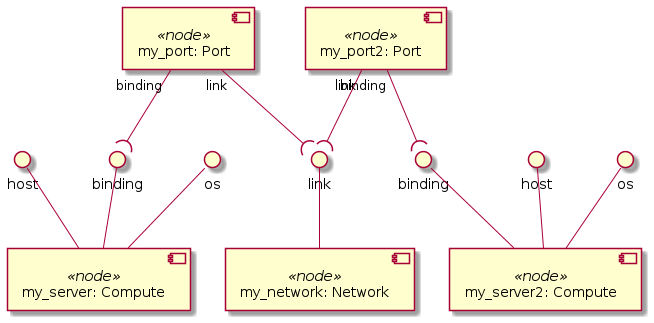 «node»
my_port: Port
«node»
my_port2: Port
binding
link
link
binding
host
binding
os
link
binding
host
os
«node»
my_server: Compute
«node»
my_network: Network
«node»
my_server2: Compute